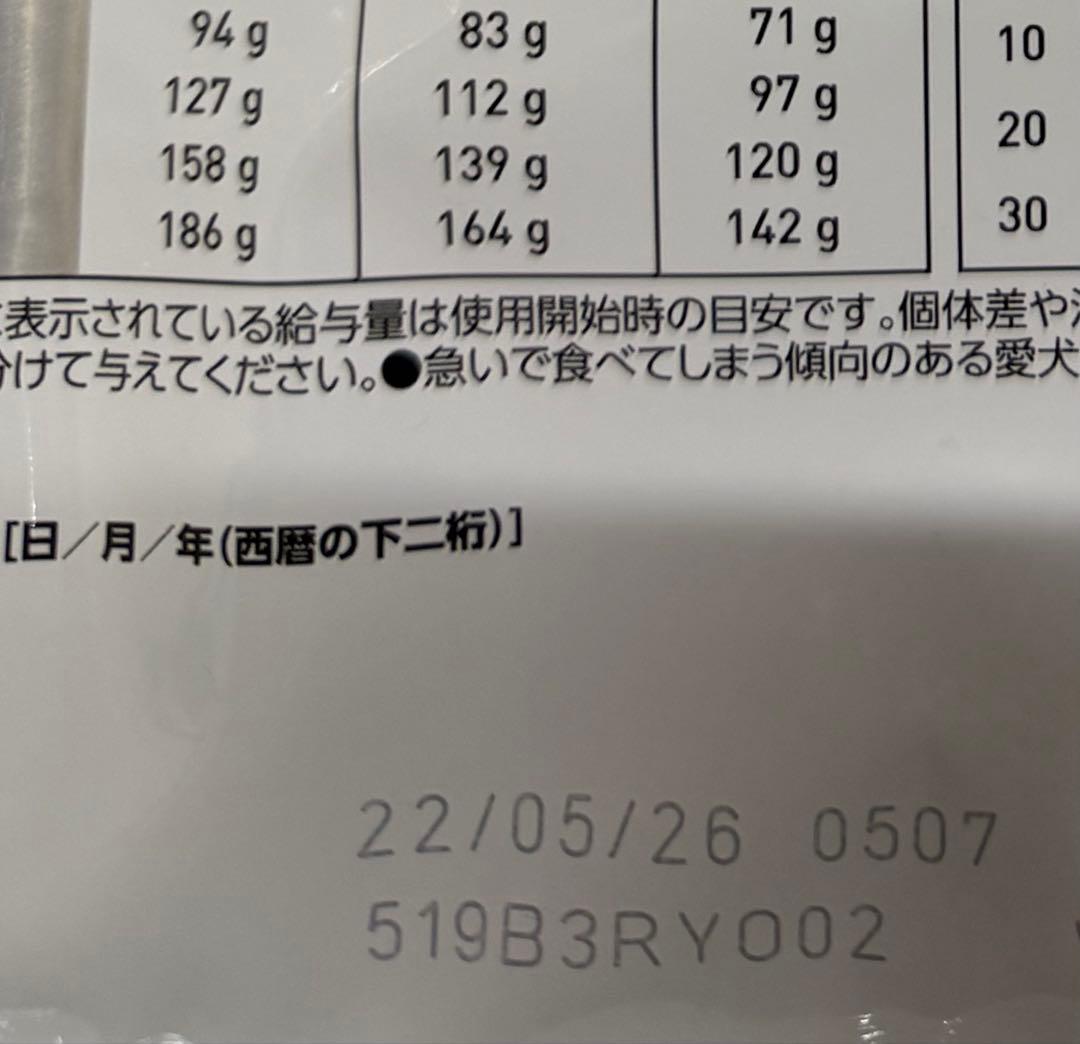 94 g 83 g 71 g 10
127 g 112 g 97 g
158 g 139 g 120 g 20
186 g 164 g 142 g 30
表示されている給与量は使用開始時の目安です。個体差や
けて与えてください。●急いで食べてしまう傾向のある愛犬
[日/月/年(西暦の下二桁)]
22/05/26 0507
519B3RYO02